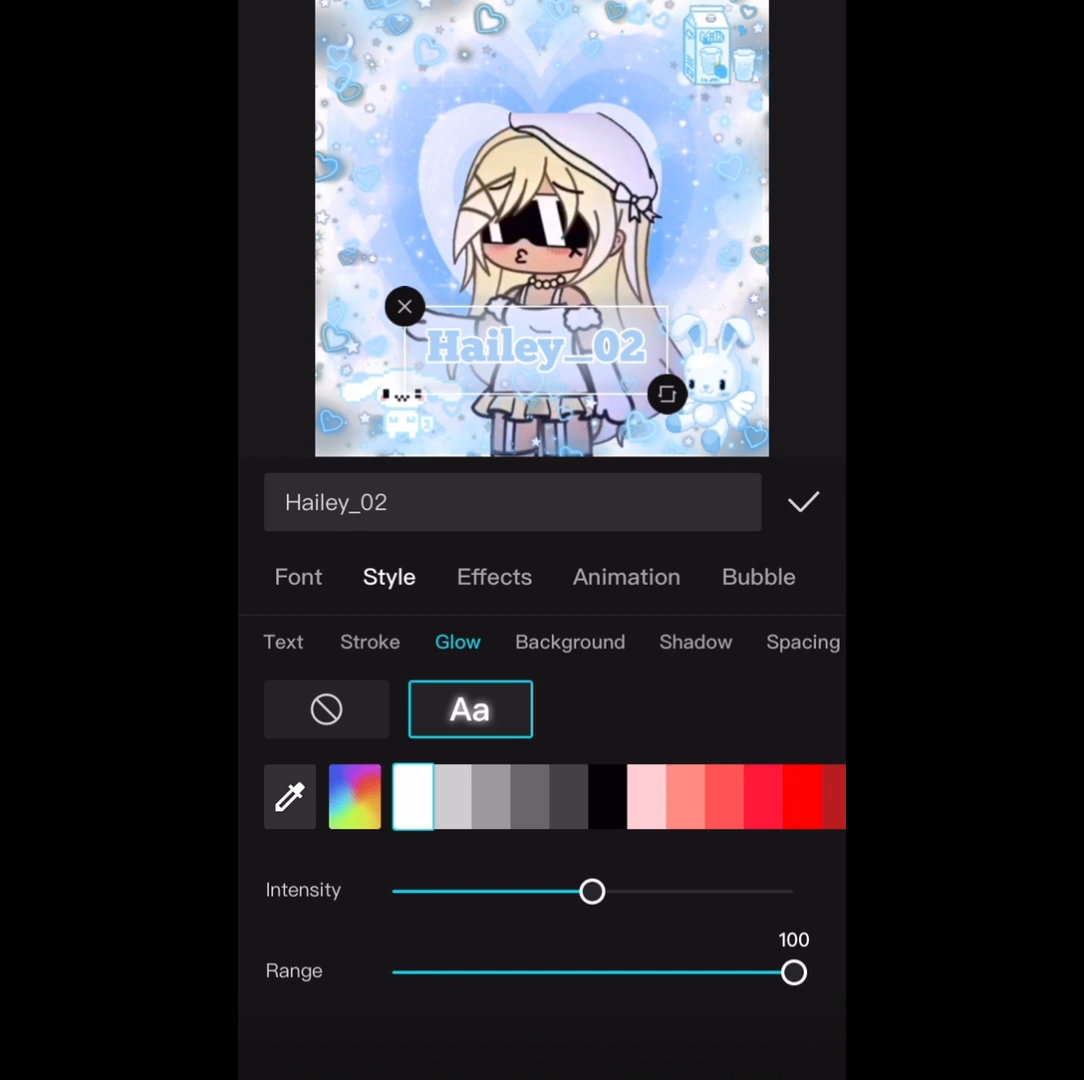 Milk
Hailey_02
Hailey_02
Font Style Effects Animation Bubble
Text Stroke Glow Background Shadow Spacing
Aa
Intensity
100
Range